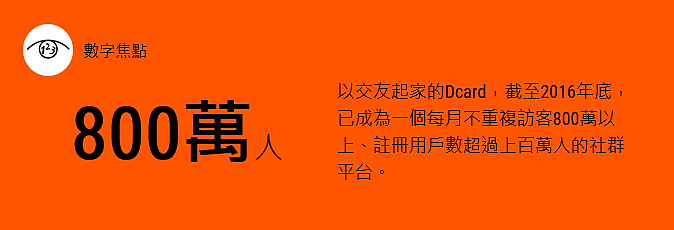 123
數字焦點
800萬人
以交友起家的Dcard，截至2016年底，
已成為一個每月不重複訪客800萬以
上、註冊用戶數超過上百萬人的社群
平台。